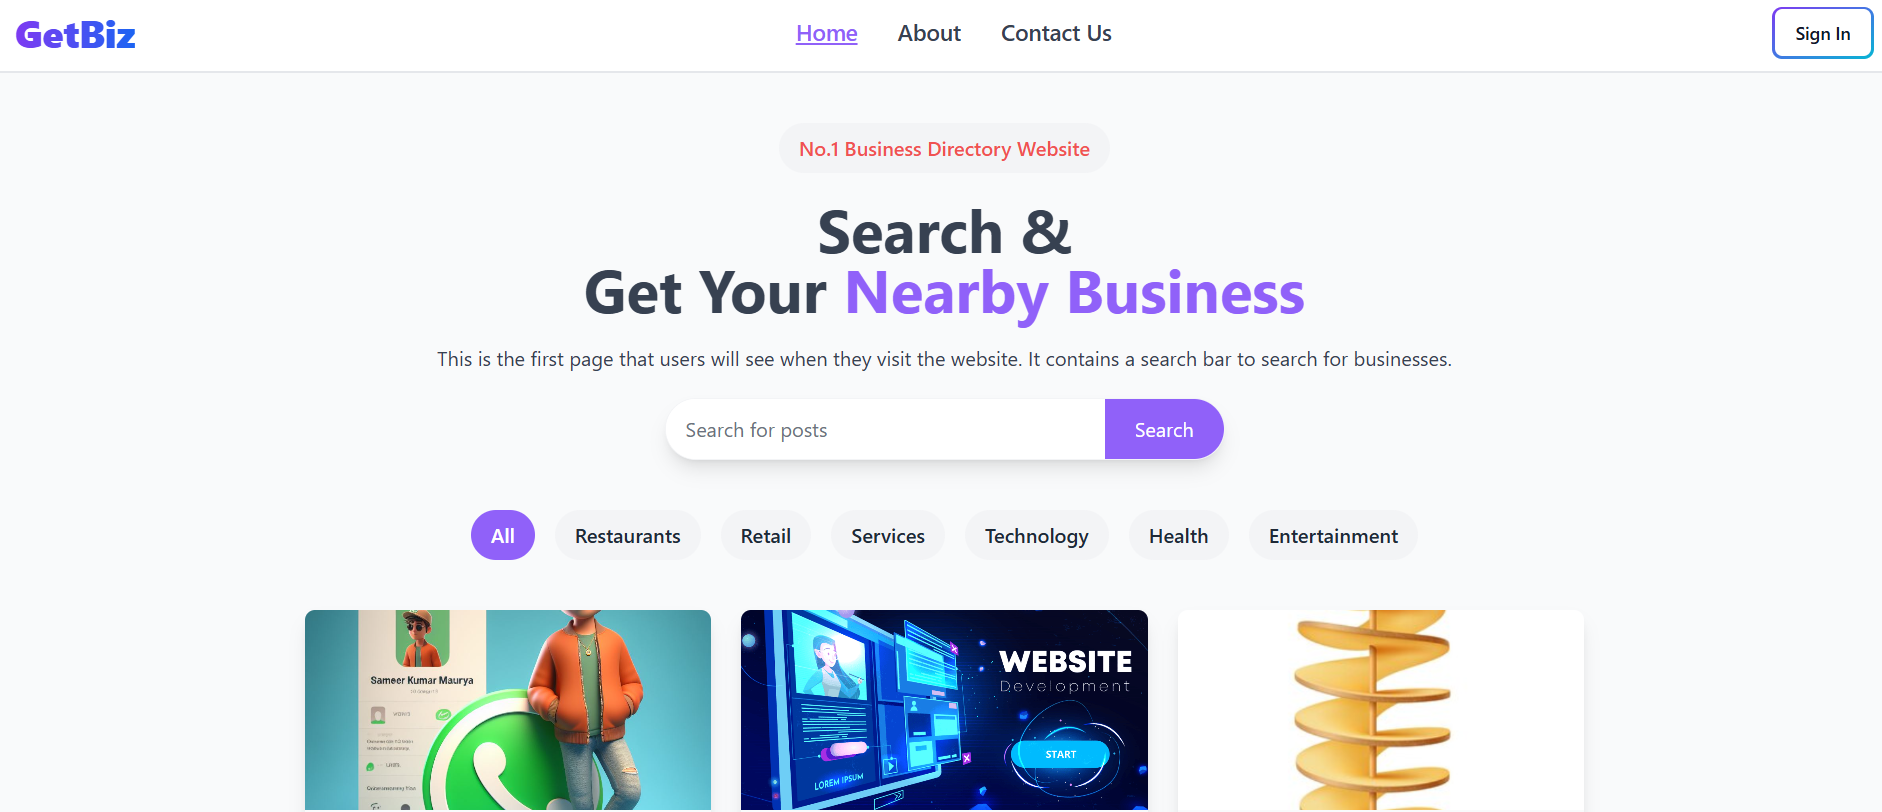 GetBiz
Home About Contact Us
Sign In
No.1 Business Directory Website
Search &
Get Your Nearby Business
This is the first page that users will see when they visit the website. It contains a search bar to search for businesses.
Search for posts Search
All Restaurants Retail Services Technology Health Entertainment
Sameer Kumar Maurya
WEBSITE
Development
START
LOREM IPSUM